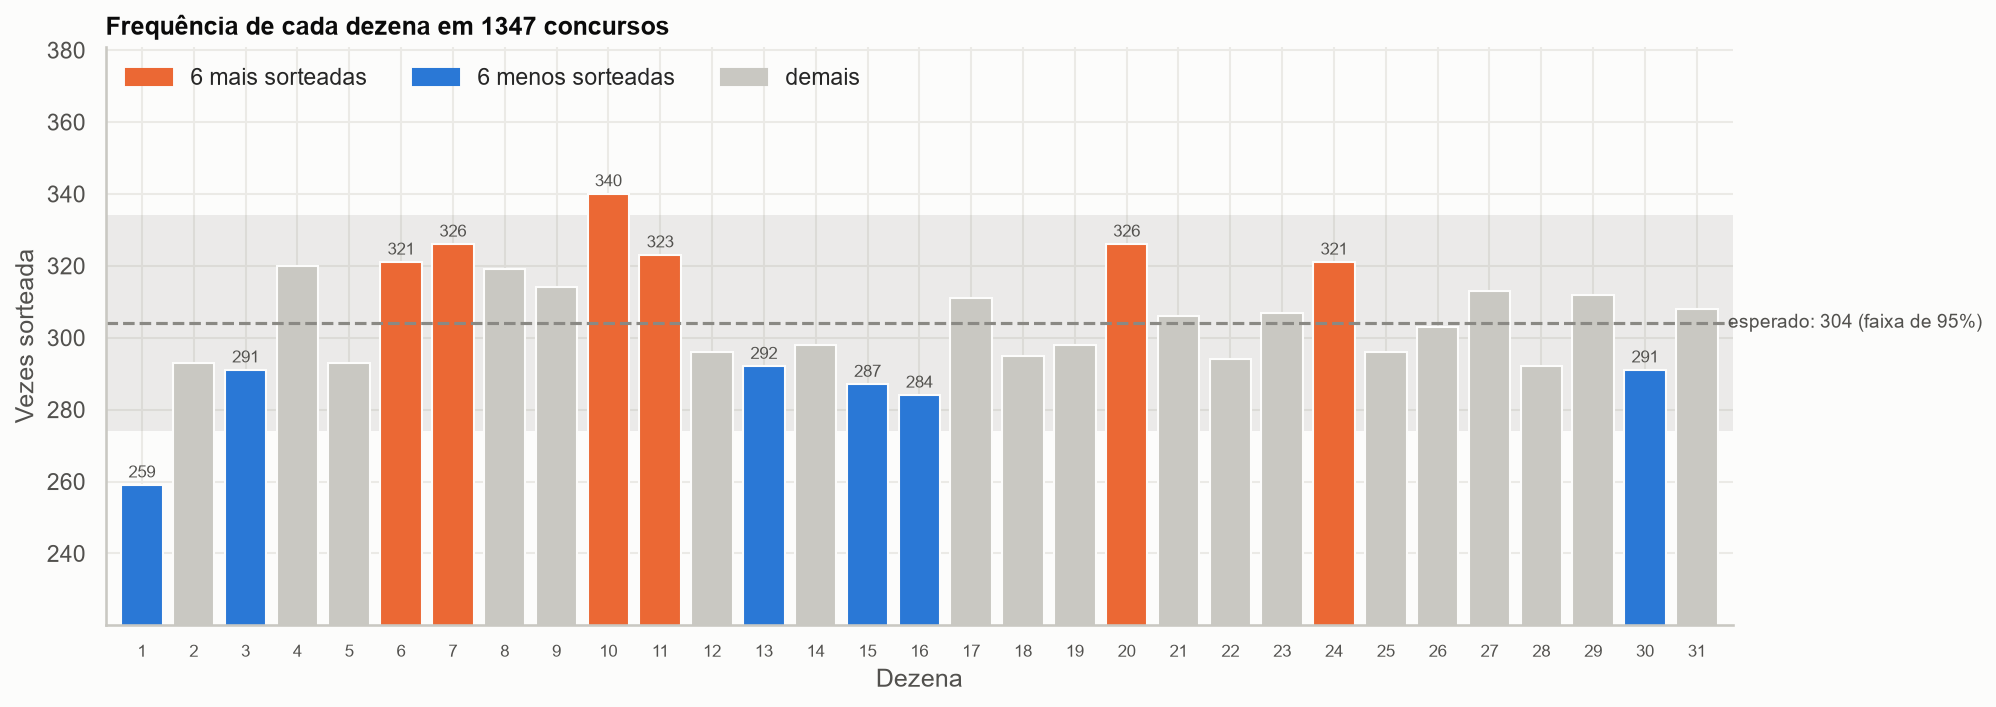 Frequência de cada dezena em 1347 concursos
6 mais sorteadas 6 menos sorteadas demais
380
360
340
320
300
280
260
240
Vezes sorteada
259 291 321 326 340 323 292 287 284 326 321 291
esperado: 304 (faixa de 95%)
1 2 3 4 5 6 7 8 9 10 11 12 13 14 15 16 17 18 19 20 21 22 23 24 25 26 27 28 29 30 31
Dezena